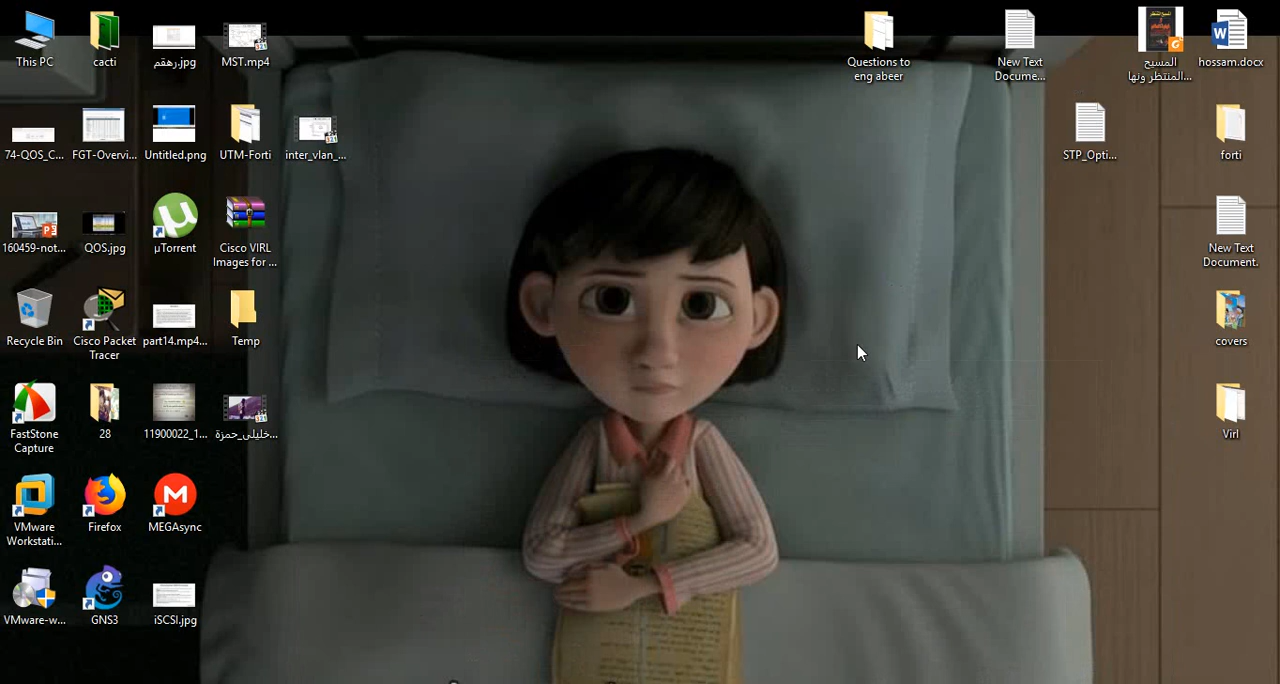 This PC
cacti
رهقم.jpg
MST.mp4
Questions to
eng abeer
New Text
Docume...
المسيح
المنتظر ونها...
hossam.docx
74-QOS_C...
FGT-Overvi...
Untitled.png
UTM-Forti
inter_vlan_...
STP_Opti...
forti
160459-not...
QOS.jpg
µTorrent
Cisco VIRL
Images for ...
New Text
Document.
Recycle Bin
Cisco Packet
Tracer
part14.mp4...
Temp
covers
FastStone
Capture
28
11900022_1...
خليلى_حمزة...
Virl
VMware
Workstati...
Firefox
MEGAsync
VMware-w...
GNS3
iSCSI.jpg